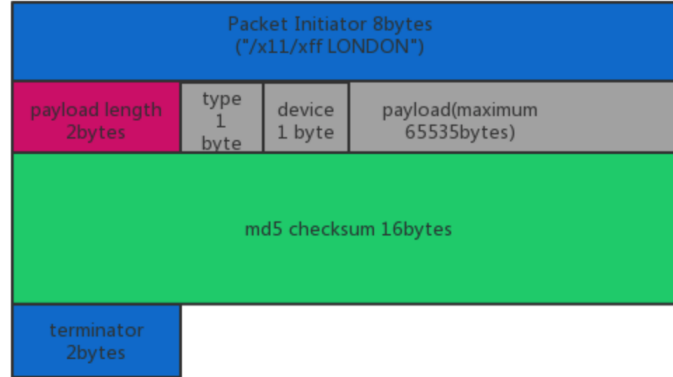 Packet Initiator 8bytes
("/x11/xff LONDON")
payload length
2bytes
type
1
byte
device
1 byte
payload(maximum
65535bytes)
md5 checksum 16bytes
terminator
2bytes